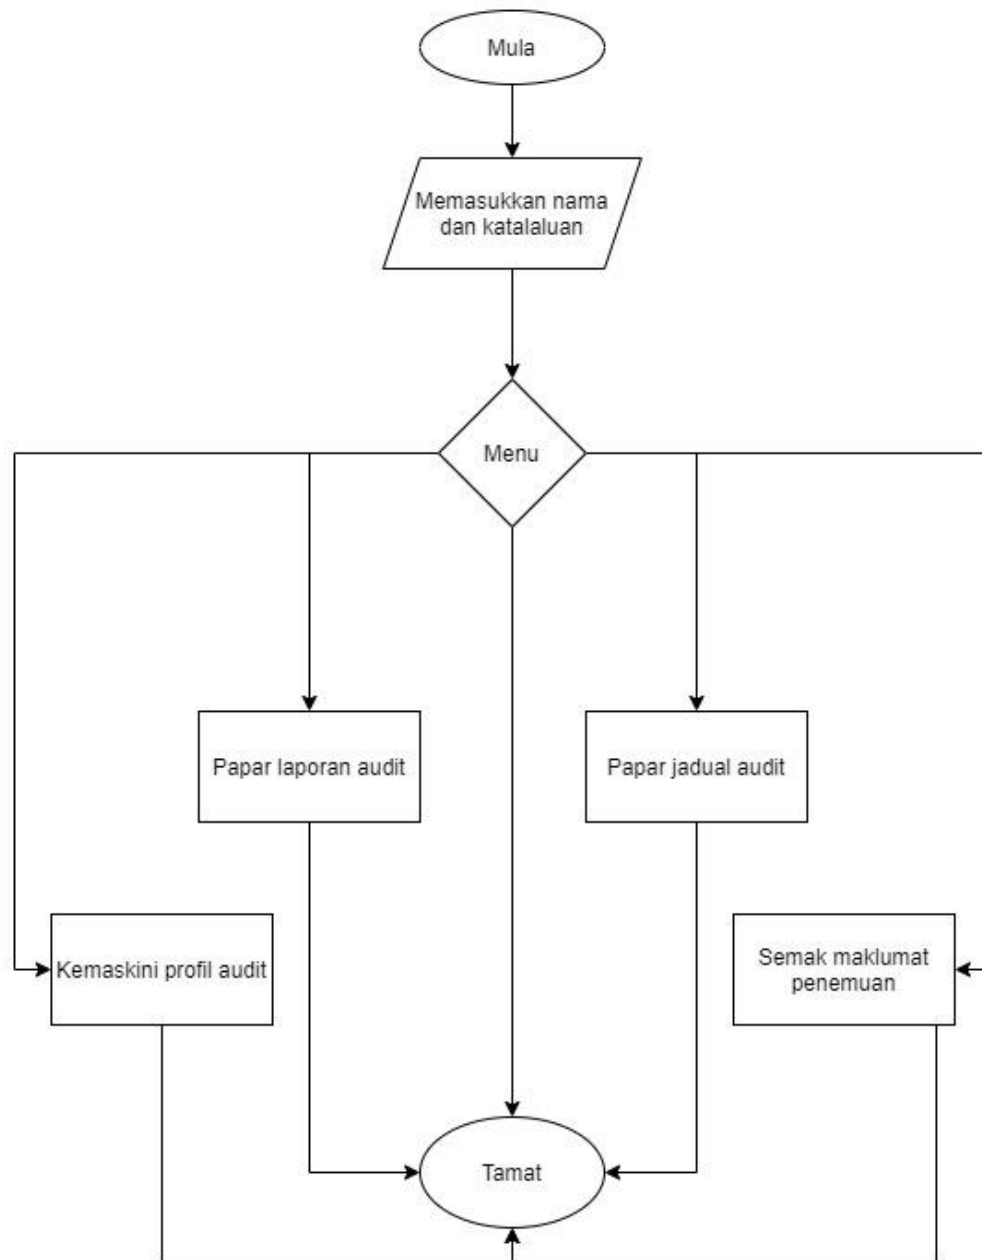 Mula
Memasukkan nama
dan katalaluan
Menu
Papar laporan audit
Papar jadual audit
Kemaskini profil audit
Semak maklumat
penemuan
Tamat